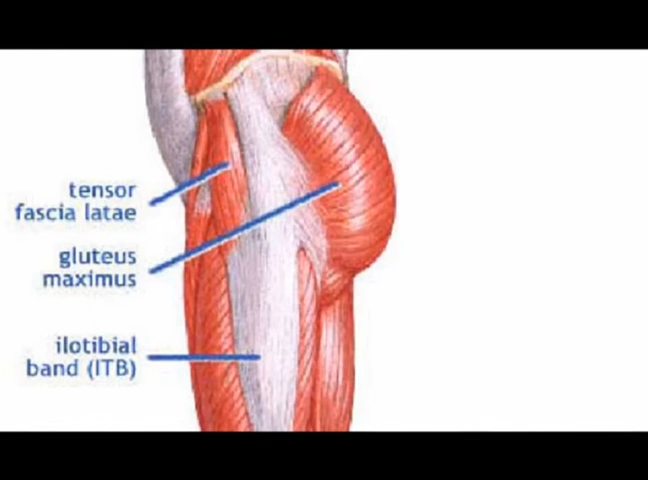 tensor
fascia latae
gluteus
maximus
ilotibial
band (ITB)